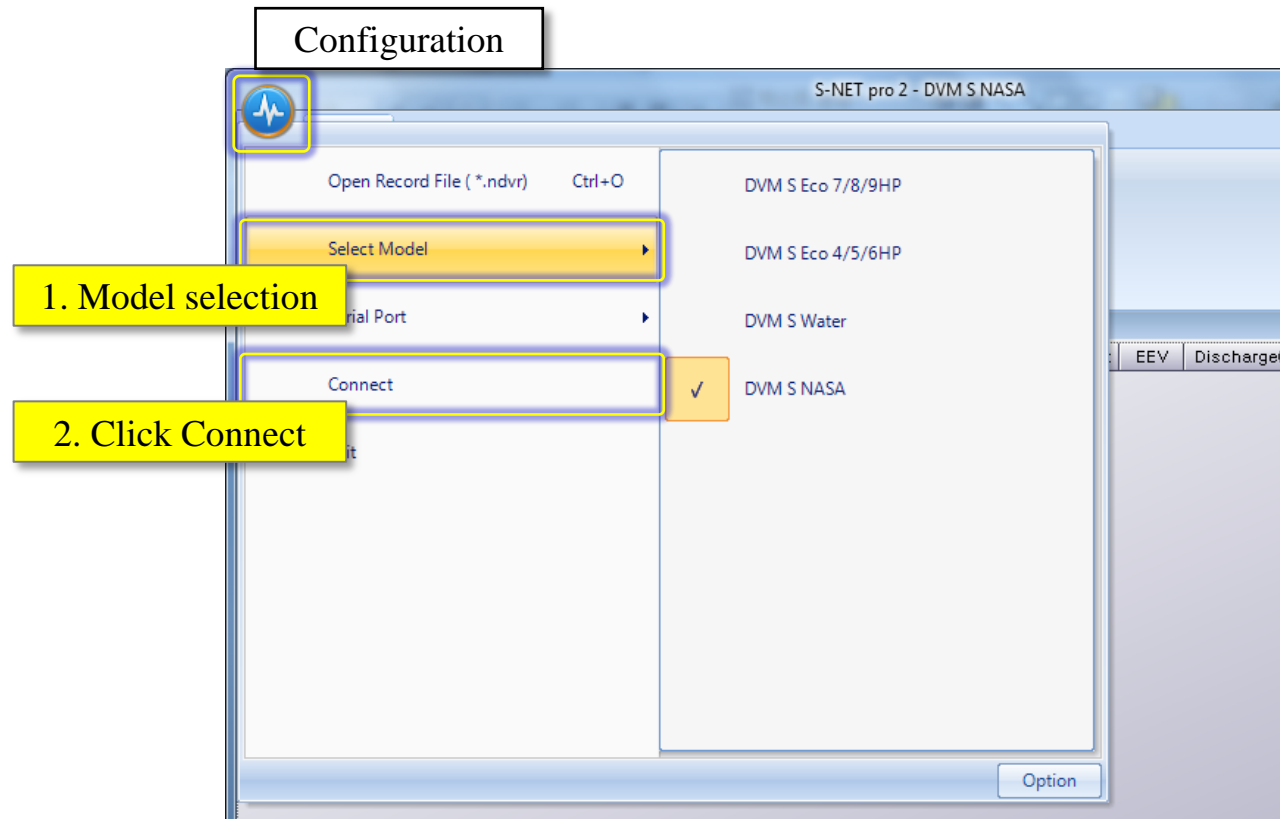 Configuration
S-NET pro 2 - DVM S NASA
Open Record File ( *.ndvr) Ctrl+O
DVM S Eco 7/8/9HP
Select Model
DVM S Eco 4/5/6HP
1. Model selection
rial Port
DVM S Water
EEV Discharge
Connect
✓ DVM S NASA
2. Click Connect
it
Option